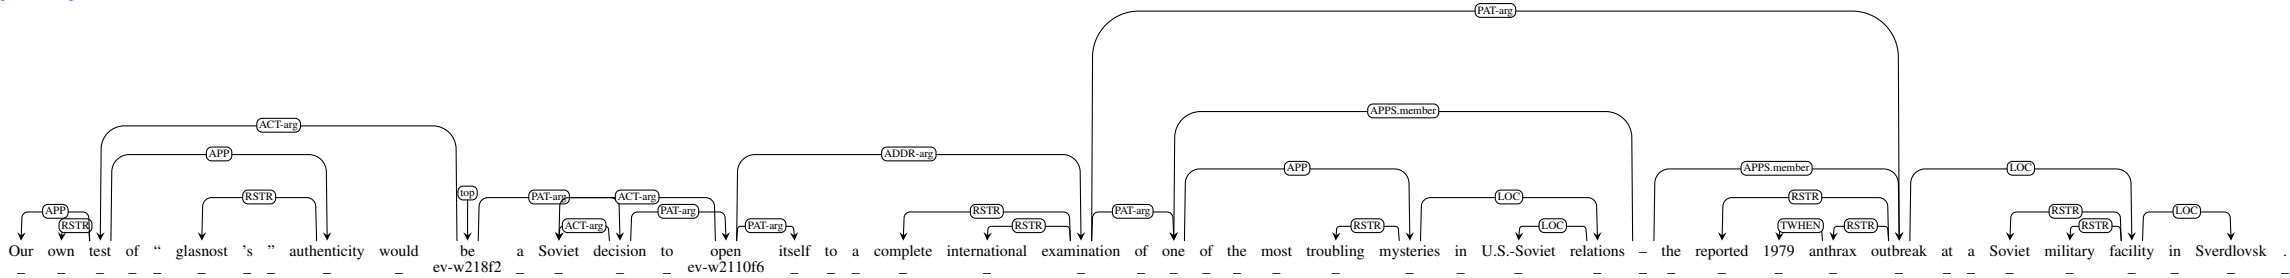 PAT-arg
APPS.member
ACT-arg
APP ADDR-arg
APP APPS.member LOC
top
RSTR PAT-arg ACT-arg LOC RSTR
APP PAT-arg RSTR PAT-arg RSTR LOC
RSTR ACT-arg PAT-arg RSTR RSTR LOC TWHEN RSTR RSTR
Our own test of “ glasnost 's ” authenticity would be a Soviet decision to open itself to a complete international examination of one of the most troubling mysteries in U.S.-Soviet relations – the reported 1979 anthrax outbreak at a Soviet military facility in Sverdlovsk .
_ _ _ _ _ _ _ _ _ _ ev-w218f2 _ _ _ _ ev-w2110f6 _ _ _ _ _ _ _ _ _ _ _ _ _ _ _ _ _ _ _ _ _ _ _ _ _ _ _ _ _ _